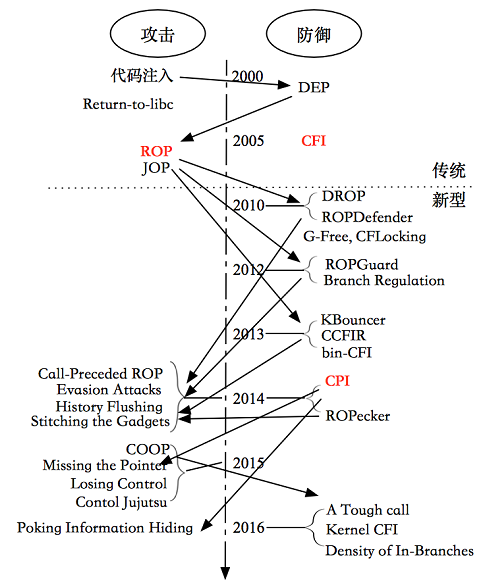 攻击
防御
代码注入
2000
DEP
Return-to-libc
2005
CFI
ROP
JOP
传统
新型
DROP
2010
ROPDefender
G-Free, CFLocking
ROPGuard
2012
Branch Regulation
KBouncer
2013
CCFIR
bin-CFI
Call-Preceded ROP
CPI
Evasion Attacks
2014
History Flushing
ROPecker
Stitching the Gadgets
COOP
Missing the Pointer
2015
Losing Control
Contol Jujutsu
A Tough call
Poking Information Hiding
2016
Kernel CFI
Density of In-Branches